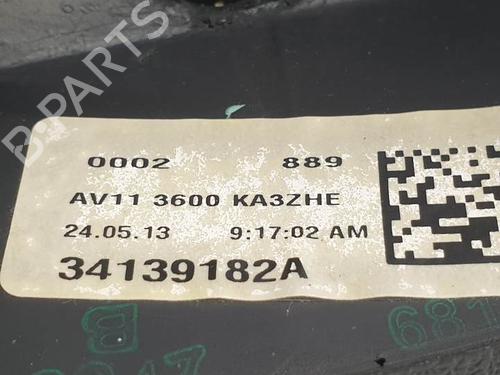 B-PARTS
0002 889
AV11 3600 KA3ZHE
24.05.13 9:17:02 AM
34139182A